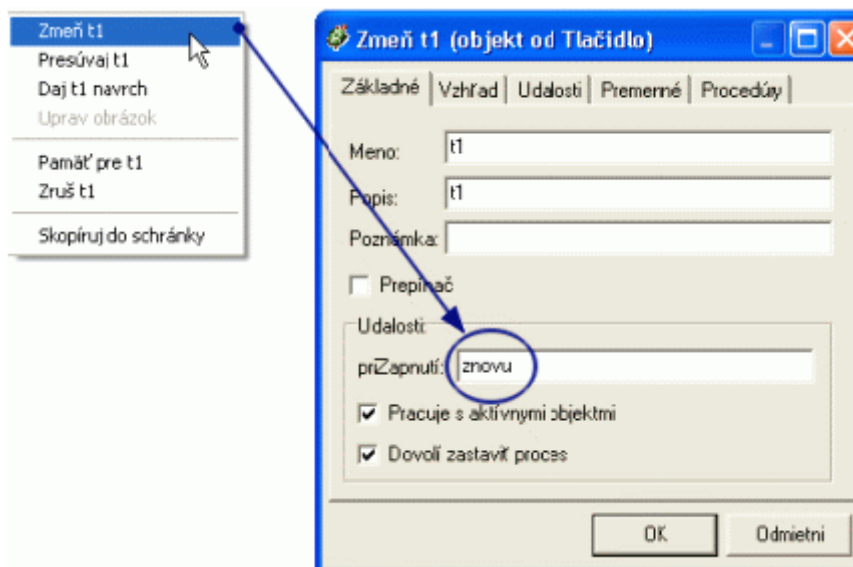 Zmeň t1
Presúvaj t1
Daj t1 navrch
Uprav obrázok
Pamäť pre t1
Zruš t1
Skopíruj do schránky
Zmeň t1 (objekt od Tlačidlo)
Základné Vzhľad Udalosti Premenné Procedúry
Meno: t1
Popis: t1
Poznámka:
Prepínač
Udalosti:
priZapnutí: znovu
Pracuje s aktívnymi objektmi
Dovolí zastaviť proces
OK Odmietni